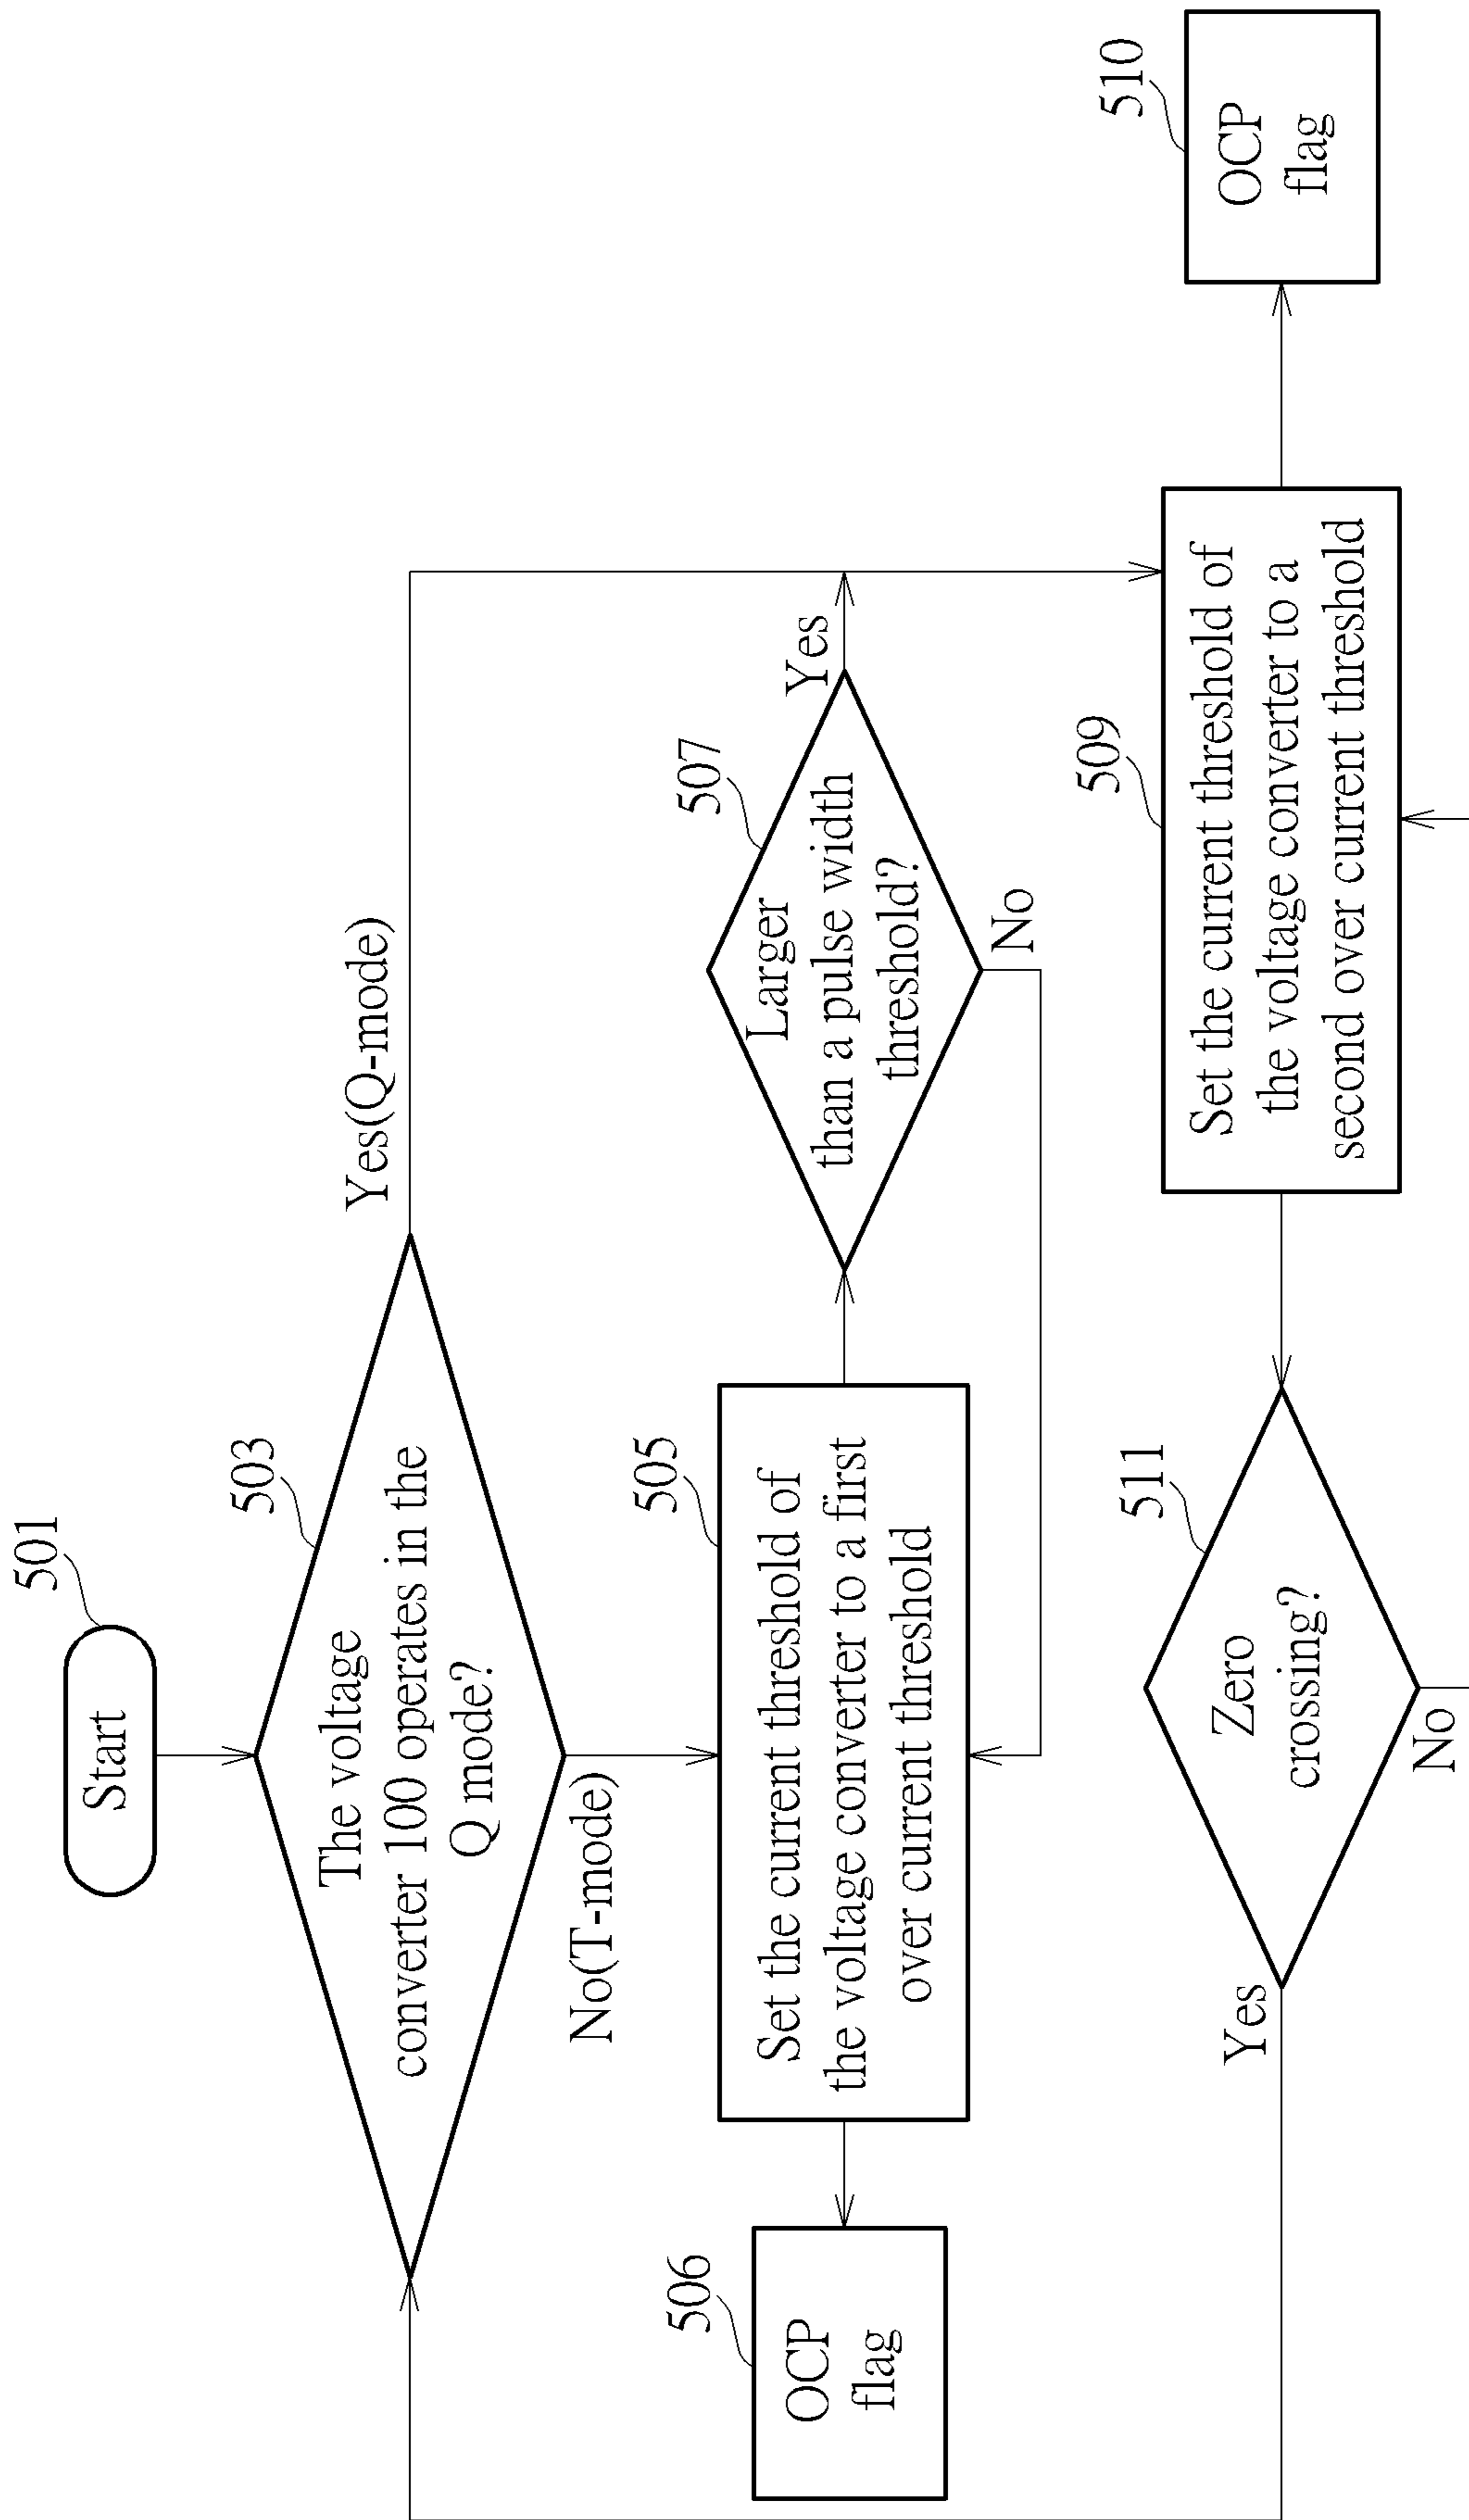 501
Start
503
The voltage
converter 100 operates in the
Q mode?
Yes(Q-mode)
No(T-mode)
505
Set the current threshold of
the voltage converter to a first
over current threshold
506
OCP
flag
507
Larger
than a pulse width
threshold?
Yes
No
509
Set the current threshold of
the voltage converter to a
second over current threshold
510
OCP
flag
511
Zero
crossing?
Yes
No